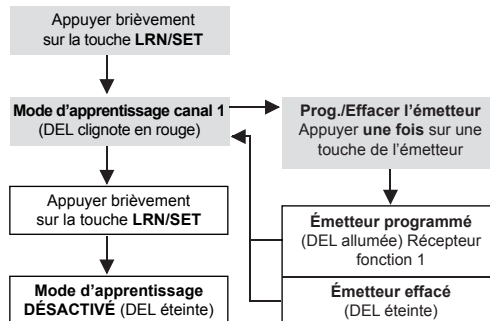 Appuyer brièvement
sur la touche LRN/SET
Mode d'apprentissage canal 1
(DEL clignote en rouge)
Prog./Effacer l'émetteur
Appuyer une fois sur une
touche de l'émetteur
Appuyer brièvement
sur la touche LRN/SET
Émetteur programmé
(DEL allumée) Récepteur
fonction 1
Mode d'apprentissage
DÉSACTIVÉ (DEL éteinte)
Émetteur effacé
(DEL éteinte)